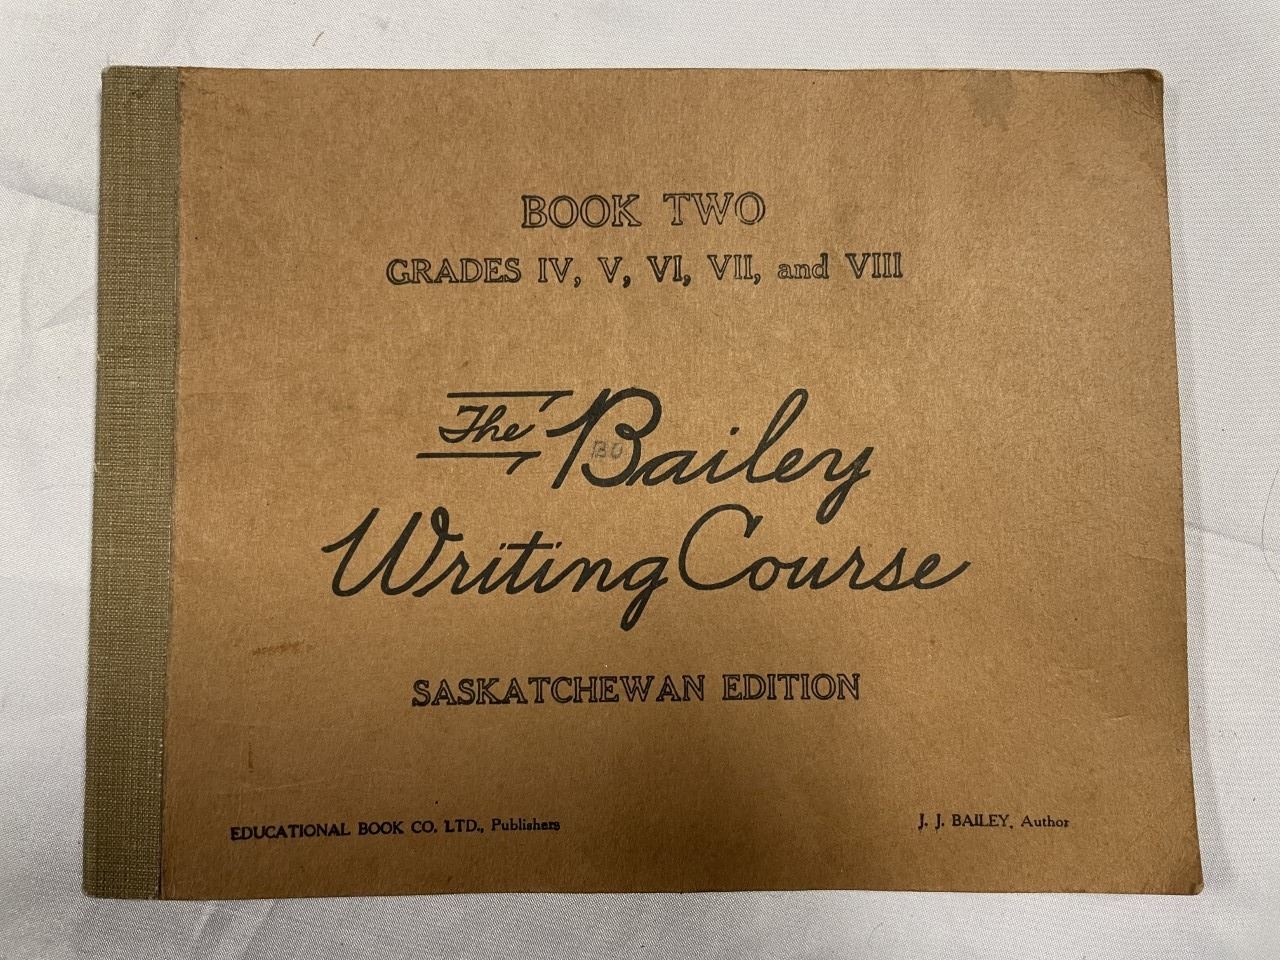 BOOK TWO
GRADES IV, V, VI, VII, and VIII
The Bailey
BO
Writing Course
SASKATCHEWAN EDITION
EDUCATIONAL BOOK CO. LTD., Publishers
J. J. BAILEY, Author